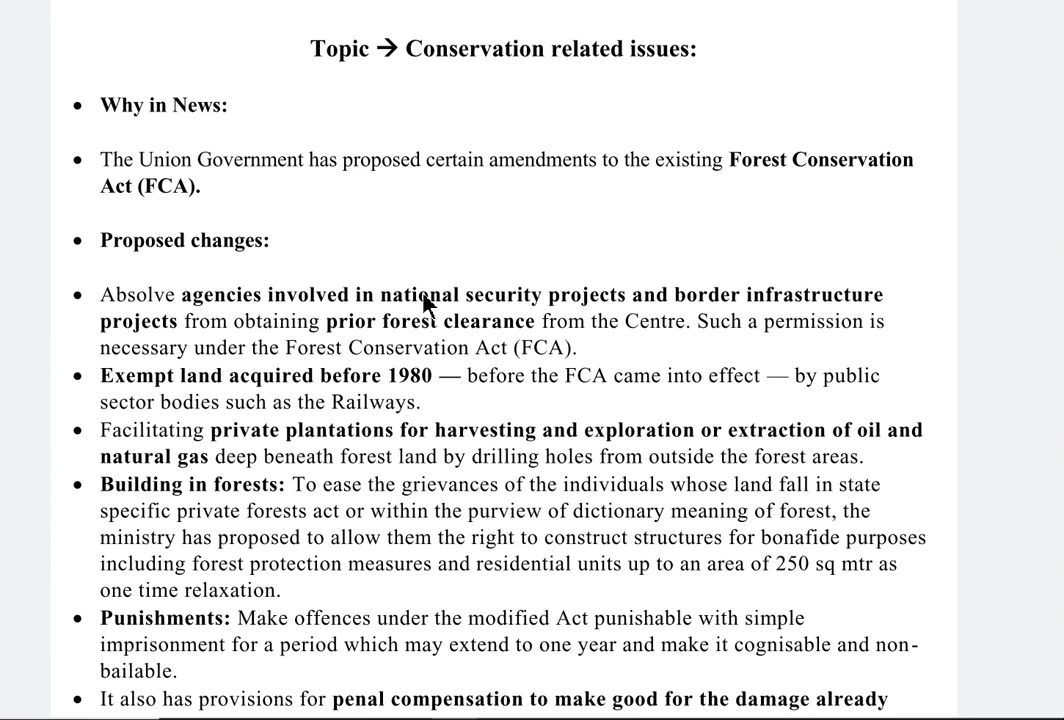 Topic → Conservation related issues:
• Why in News:
• The Union Government has proposed certain amendments to the existing Forest Conservation
Act (FCA).
• Proposed changes:
• Absolve agencies involved in national security projects and border infrastructure
projects from obtaining prior forest clearance from the Centre. Such a permission is
necessary under the Forest Conservation Act (FCA).
• Exempt land acquired before 1980 — before the FCA came into effect — by public
sector bodies such as the Railways.
• Facilitating private plantations for harvesting and exploration or extraction of oil and
natural gas deep beneath forest land by drilling holes from outside the forest areas.
• Building in forests: To ease the grievances of the individuals whose land fall in state
specific private forests act or within the purview of dictionary meaning of forest, the
ministry has proposed to allow them the right to construct structures for bonafide purposes
including forest protection measures and residential units up to an area of 250 sq mtr as
one time relaxation.
• Punishments: Make offences under the modified Act punishable with simple
imprisonment for a period which may extend to one year and make it cognisable and non-
bailable.
• It also has provisions for penal compensation to make good for the damage already